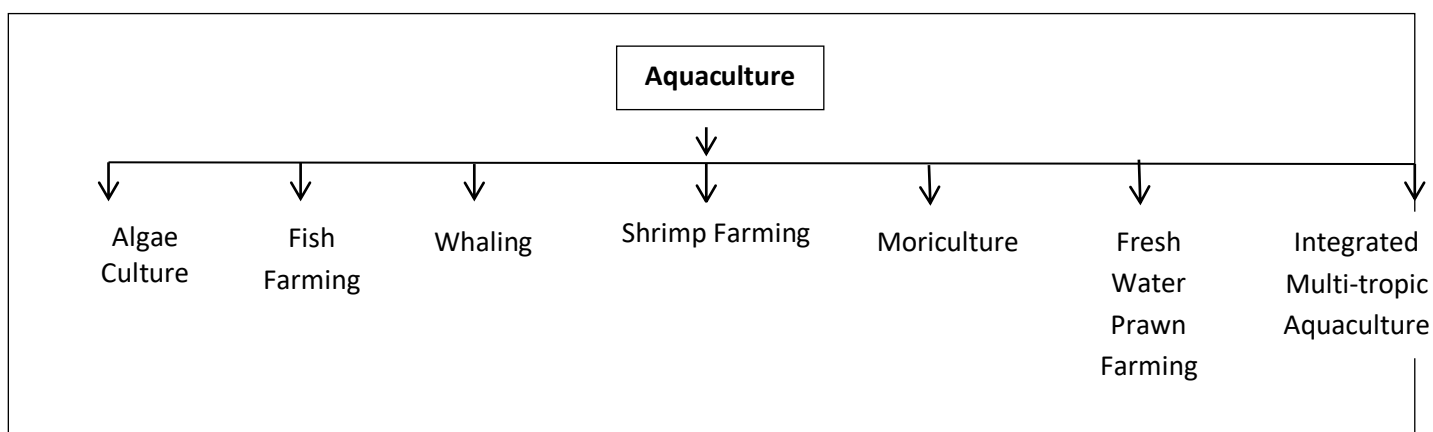 Aquaculture
Algae
Culture
Fish
Farming
Whaling
Shrimp Farming
Moriculture
Fresh
Water
Prawn
Farming
Integrated
Multi-tropic
Aquaculture